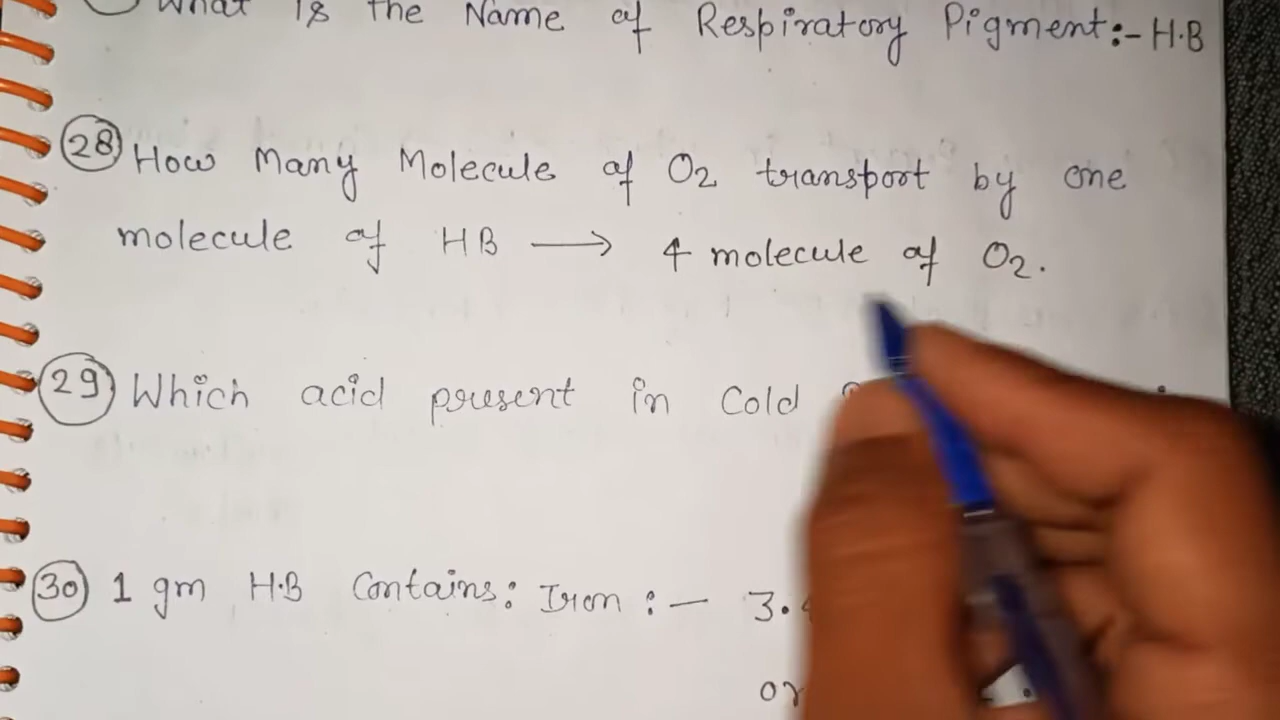 What is the Name of Respiratory Pigment:- H.B
28 How Many Molecule of O2 transport by one
molecule of HB → 4 molecule of O2.
29 Which acid present in Cold
30 1 gm H.B Contains: Iron :- 3.
or